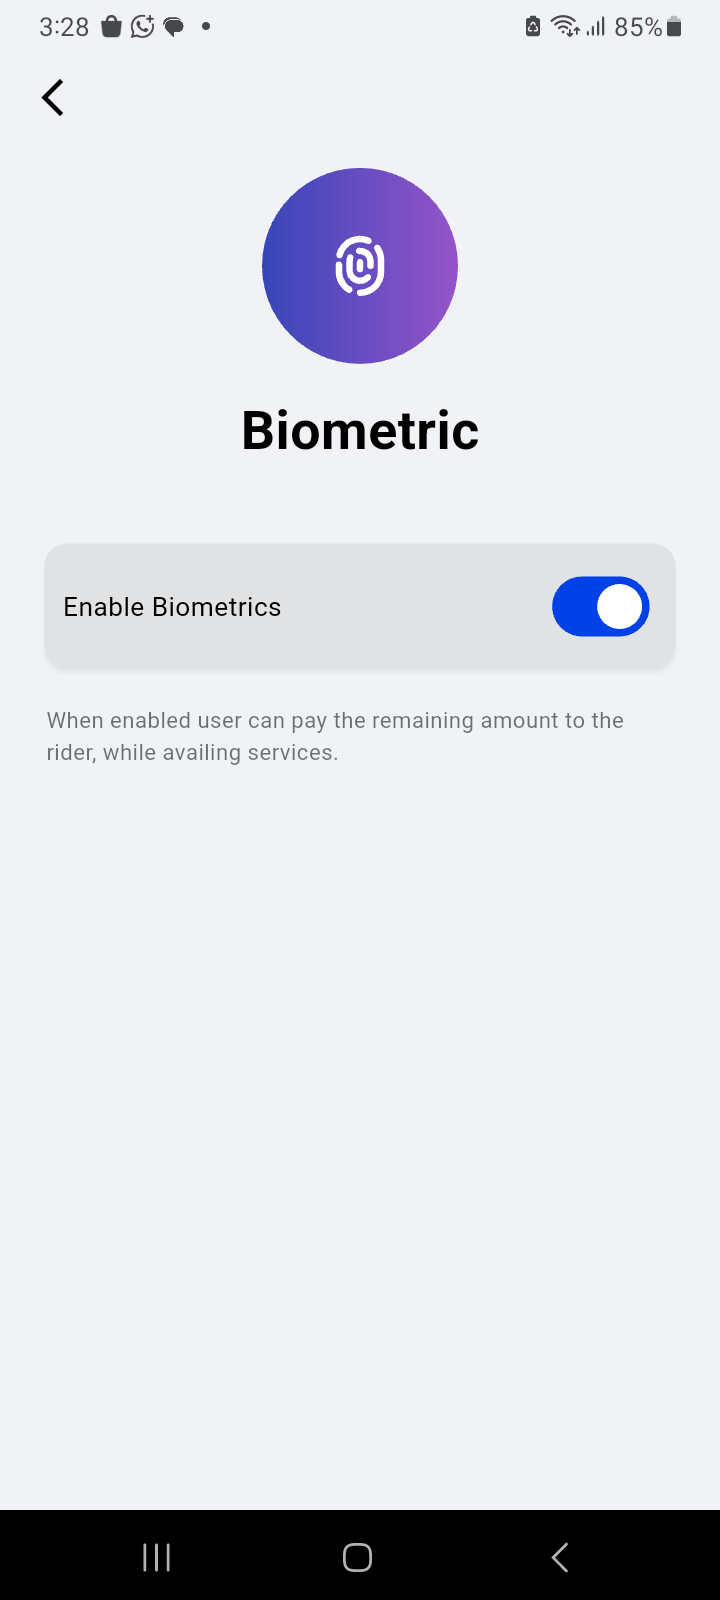 3:28
85%
Biometric
Enable Biometrics
When enabled user can pay the remaining amount to the
rider, while availing services.